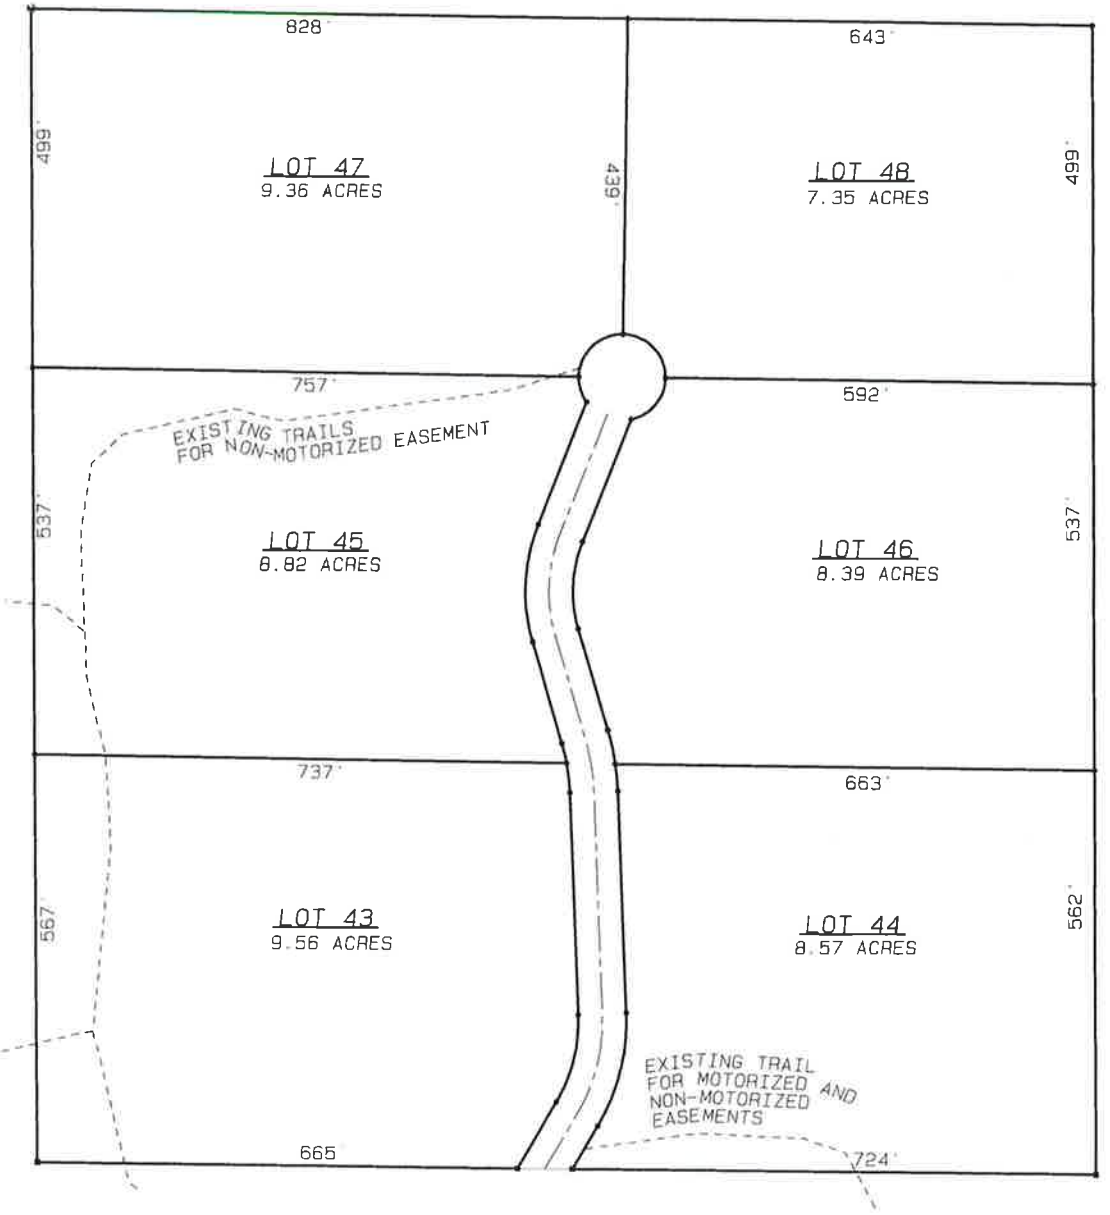 828'
643'
499'
LOT 47
9.36 ACRES
439'
LOT 48
7.35 ACRES
499'
757'
592'
EXISTING TRAILS
FOR NON-MOTORIZED EASEMENT
537'
LOT 45
8.82 ACRES
LOT 46
8.39 ACRES
537'
737'
663'
567'
LOT 43
9.56 ACRES
LOT 44
8.57 ACRES
562'
EXISTING TRAIL
FOR MOTORIZED AND
NON-MOTORIZED
EASEMENTS
665'
724'